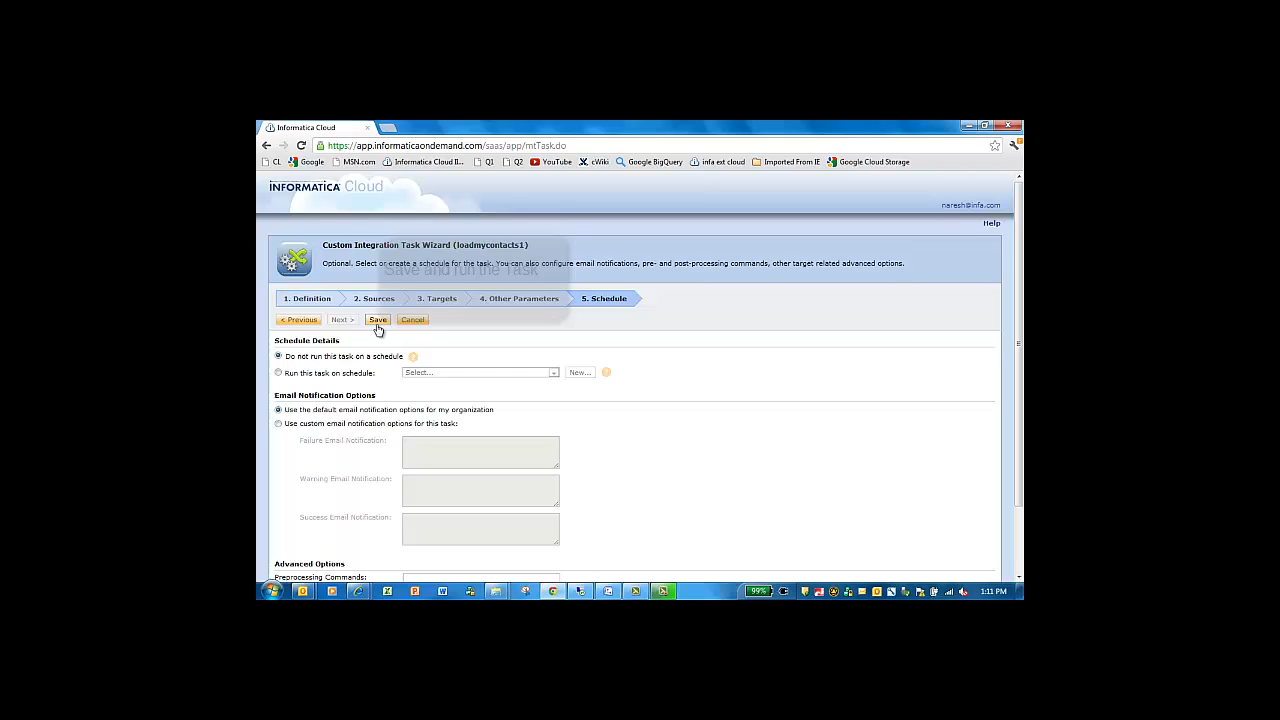 Informatica Cloud
https://app.informaticaondemand.com/saas/app/mtTask.do
CL Google MSN.com Informatica Cloud II... Q1 Q2 YouTube cWiki Google BigQuery infa ext cloud Imported From IE Google Cloud Storage
INFORMATICA Cloud
naresh@infa.com
Help
Custom Integration Task Wizard (loadmycontacts1)
Optional. Select or create a schedule for the task. You can also configure email notifications, pre- and post-processing commands, other target related advanced options.
Save and run the Task
1. Definition 2. Sources 3. Targets 4. Other Parameters 5. Schedule
< Previous Next > Save Cancel
Schedule Details
Do not run this task on a schedule ?
Run this task on schedule: Select... New... ?
Email Notification Options
Use the default email notification options for my organization
Use custom email notification options for this task:
Failure Email Notification:
Warning Email Notification:
Success Email Notification:
Advanced Options
Preprocessing Commands:
99% 1:11 PM